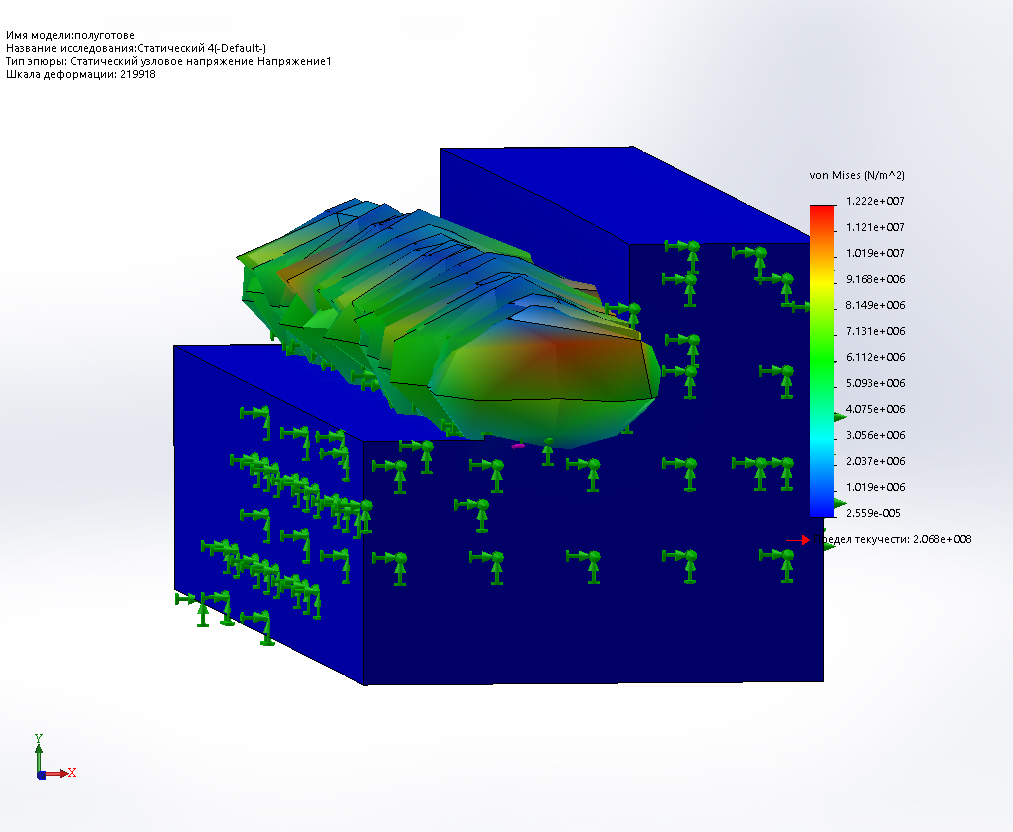 Имя модели:полуготове
Название исследования:Статический 4(-Default-)
Тип эпюры: Статический узловое напряжение Напряжение1
Шкала деформации: 219918
von Mises (N/m^2)
1.222e+007
1.121e+007
1.019e+007
9.168e+006
8.149e+006
7.131e+006
6.112e+006
5.093e+006
4.075e+006
3.056e+006
2.037e+006
1.019e+006
2.559e-005
Предел текучести: 2.068e+008
Y
X